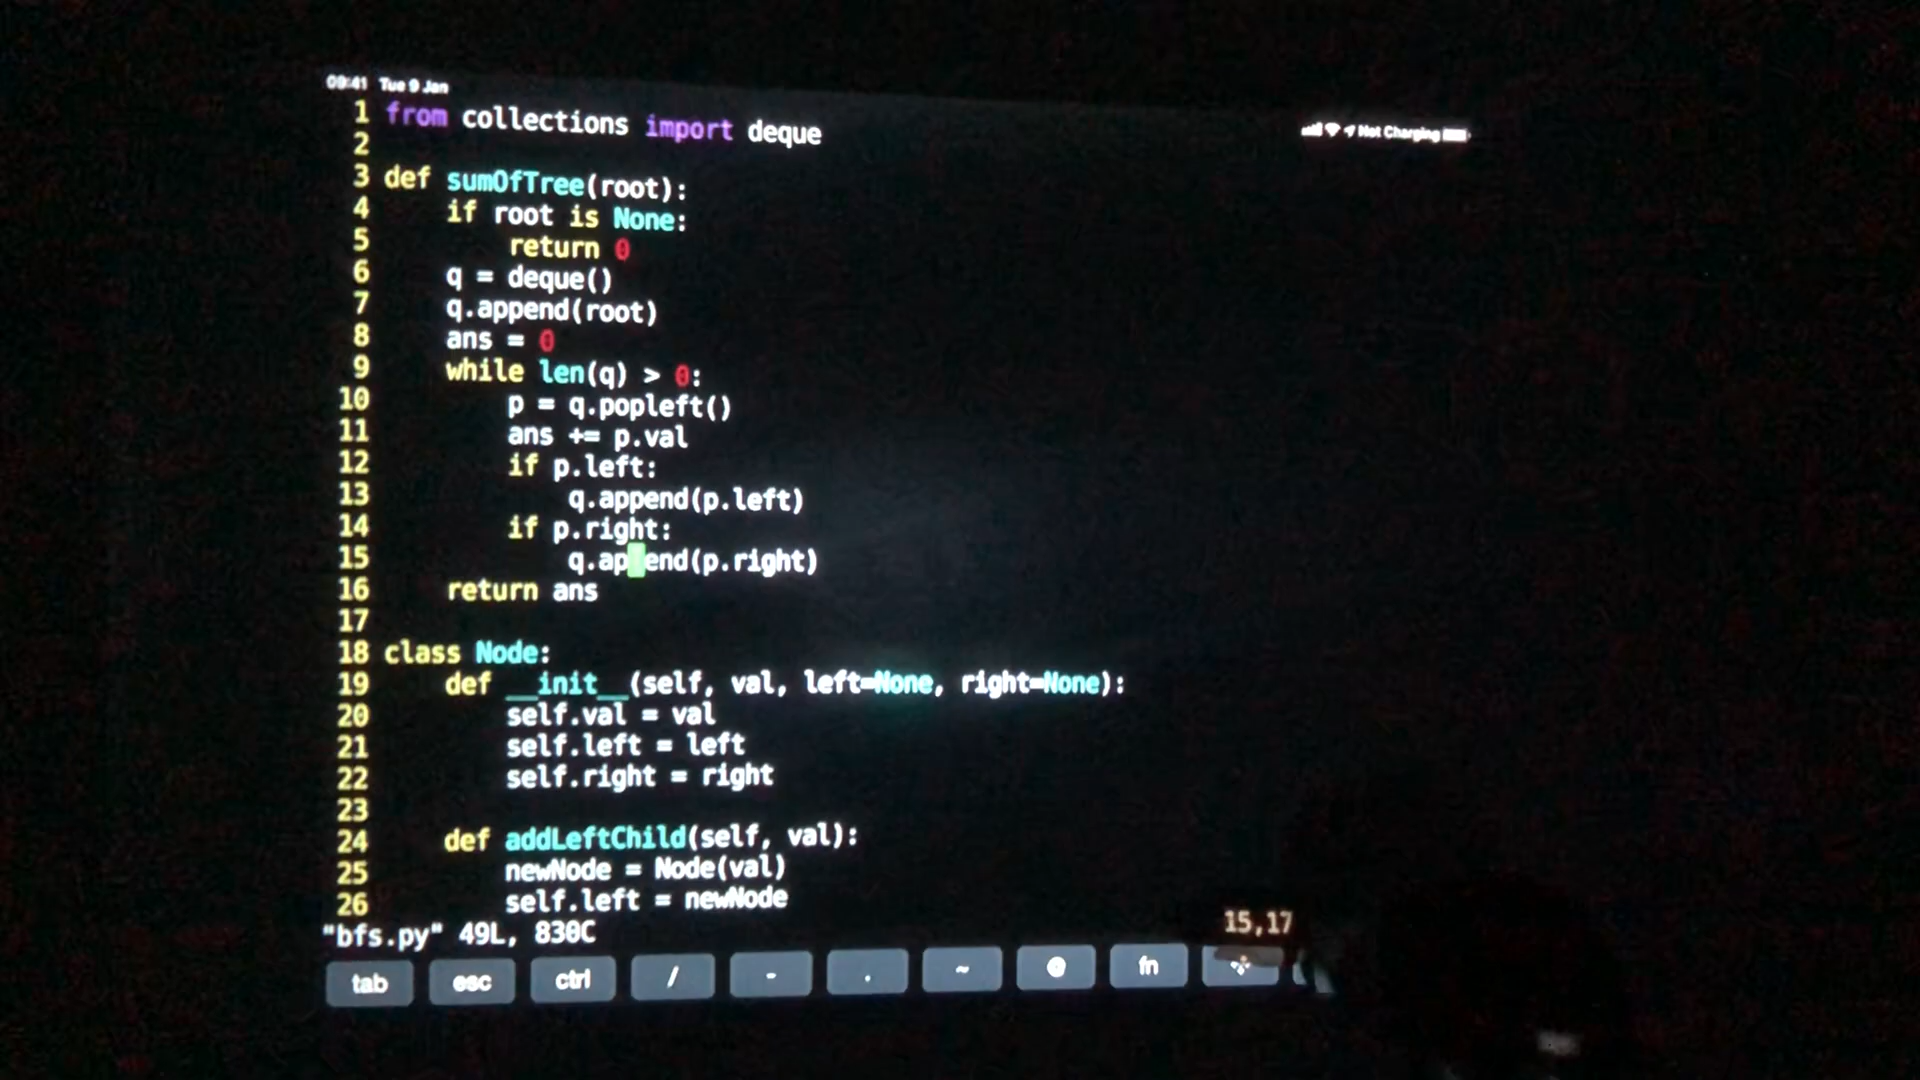 09:41 Tue 9 Jan
Not Charging
1 from collections import deque
2
3 def sumOfTree(root):
4     if root is None:
5         return 0
6     q = deque()
7     q.append(root)
8     ans = 0
9     while len(q) > 0:
10         p = q.popleft()
11         ans += p.val
12         if p.left:
13             q.append(p.left)
14         if p.right:
15             q.append(p.right)
16     return ans
17
18 class Node:
19     def __init__(self, val, left=None, right=None):
20         self.val = val
21         self.left = left
22         self.right = right
23
24     def addLeftChild(self, val):
25         newNode = Node(val)
26         self.left = newNode
"bfs.py" 49L, 830C 15,17
tab esc ctrl / - . ~ @ fn